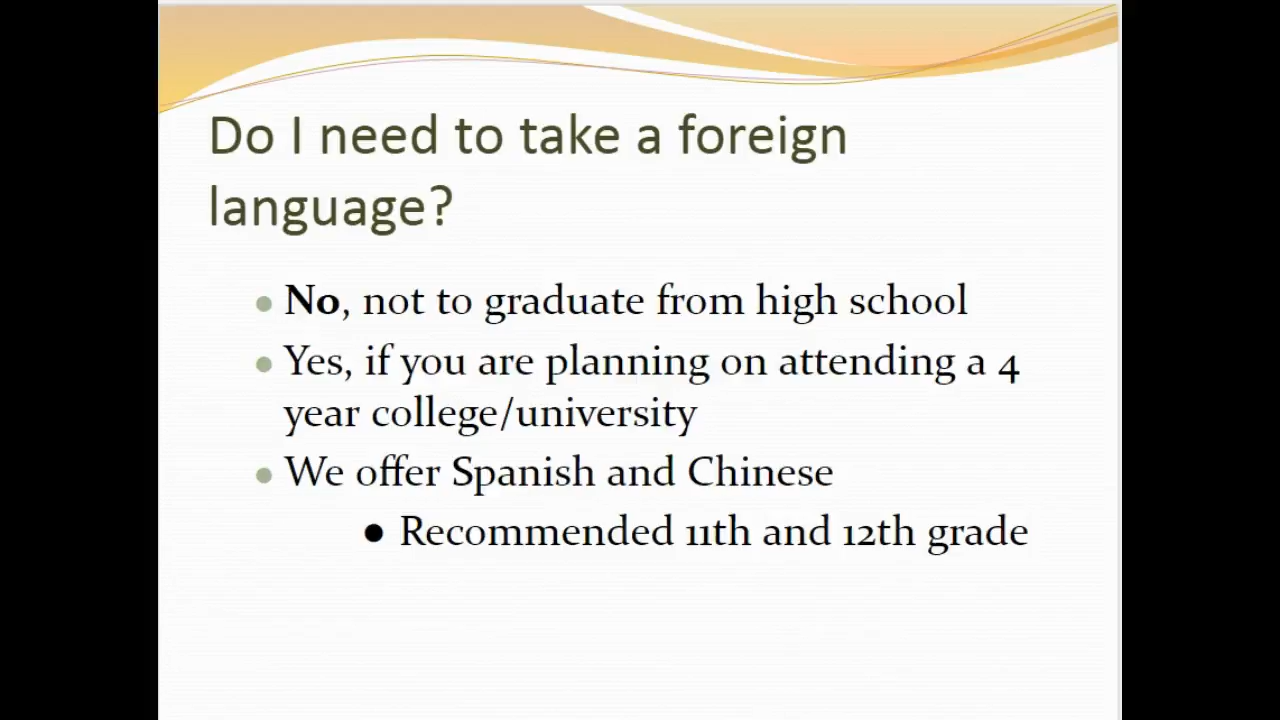 Do I need to take a foreign
language?
● No, not to graduate from high school
● Yes, if you are planning on attending a 4
year college/university
● We offer Spanish and Chinese
● Recommended 11th and 12th grade